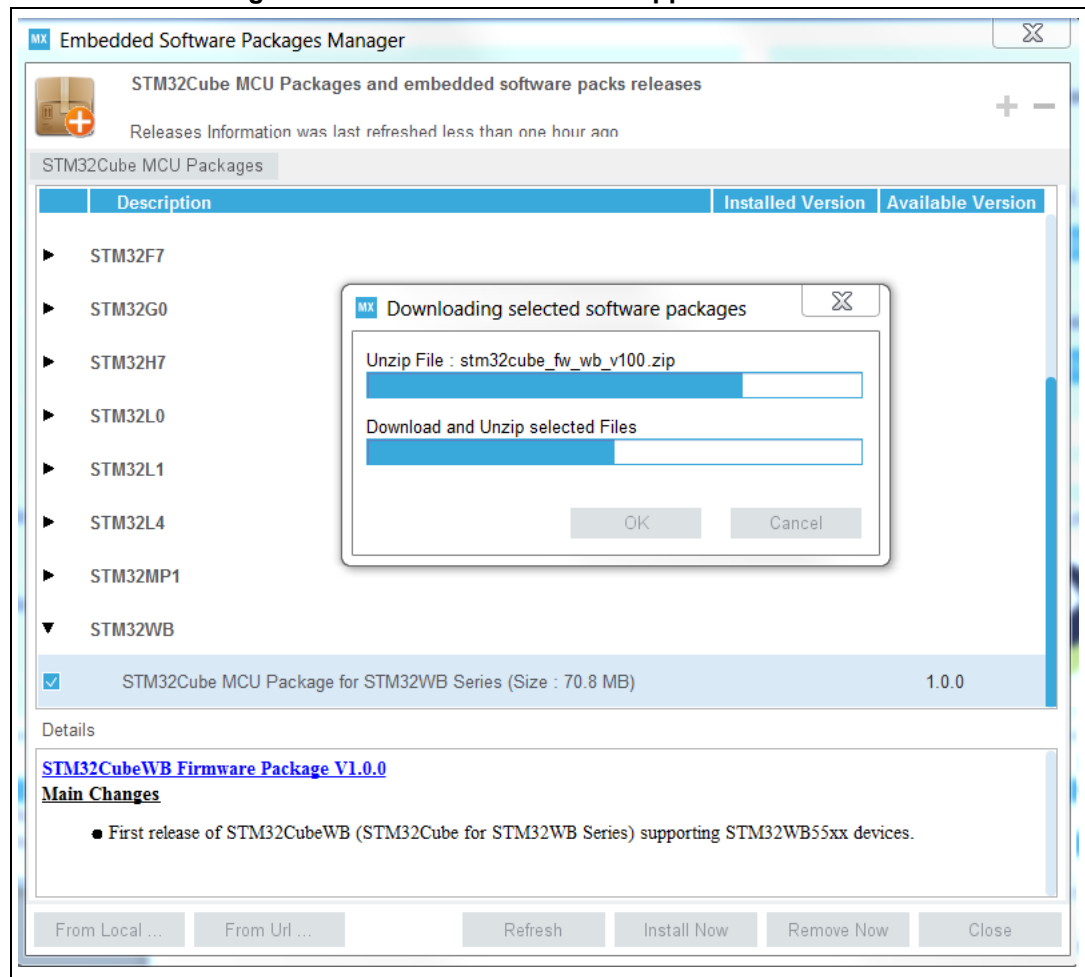 MX Embedded Software Packages Manager
STM32Cube MCU Packages and embedded software packs releases
Releases Information was last refreshed less than one hour ago
STM32Cube MCU Packages
Description Installed Version Available Version
STM32F7
STM32G0
MX Downloading selected software packages
STM32H7
Unzip File : stm32cube_fw_wb_v100.zip
STM32L0
Download and Unzip selected Files
STM32L1
STM32L4
OK Cancel
STM32MP1
STM32WB
STM32Cube MCU Package for STM32WB Series (Size : 70.8 MB) 1.0.0
Details
STM32CubeWB Firmware Package V1.0.0
Main Changes
● First release of STM32CubeWB (STM32Cube for STM32WB Series) supporting STM32WB55xx devices.
From Local ... From Url ... Refresh Install Now Remove Now Close